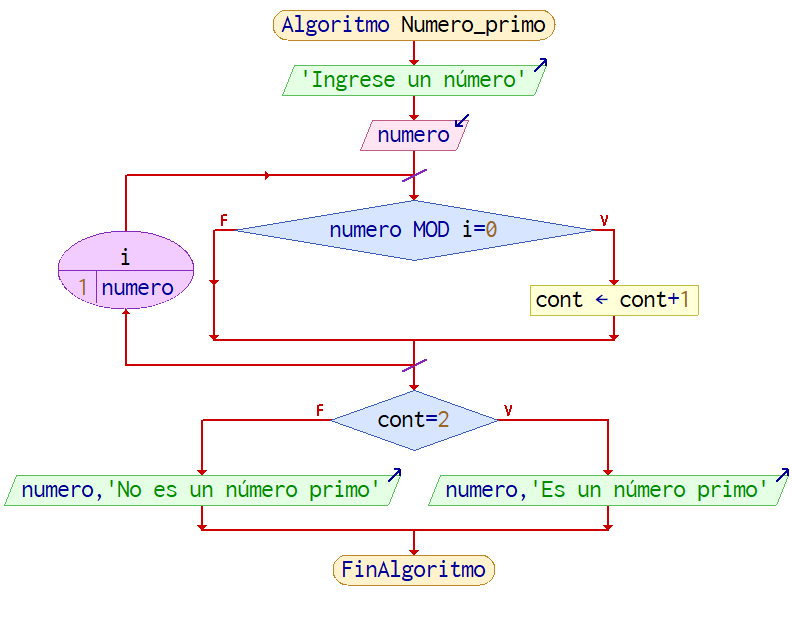 Algoritmo Numero_primo
'Ingrese un número'
numero
F
V
numero MOD i=0
i
1 numero
cont ← cont+1
F
V
cont=2
numero,'No es un número primo'
numero,'Es un número primo'
FinAlgoritmo